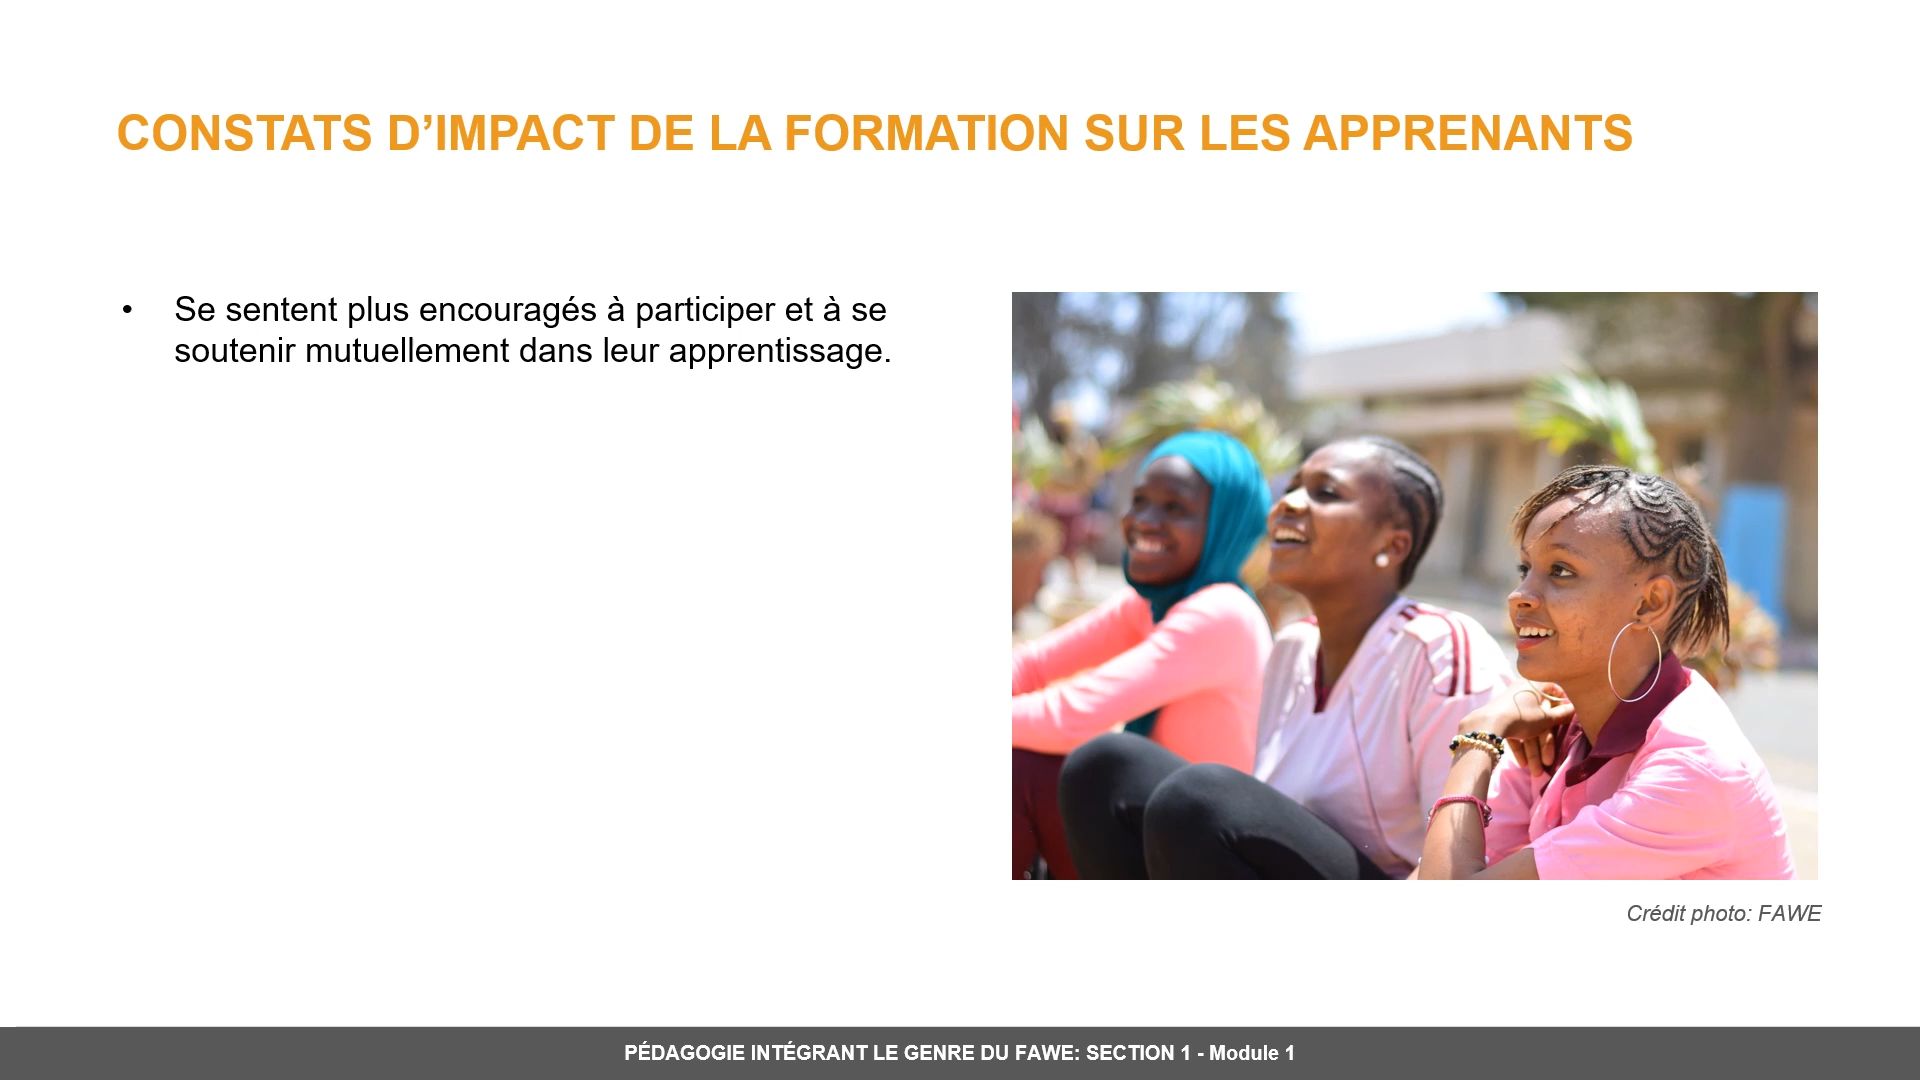 CONSTATS D’IMPACT DE LA FORMATION SUR LES APPRENANTS
• Se sentent plus encouragés à participer et à se
soutenir mutuellement dans leur apprentissage.
Crédit photo: FAWE
PÉDAGOGIE INTÉGRANT LE GENRE DU FAWE: SECTION 1 - Module 1